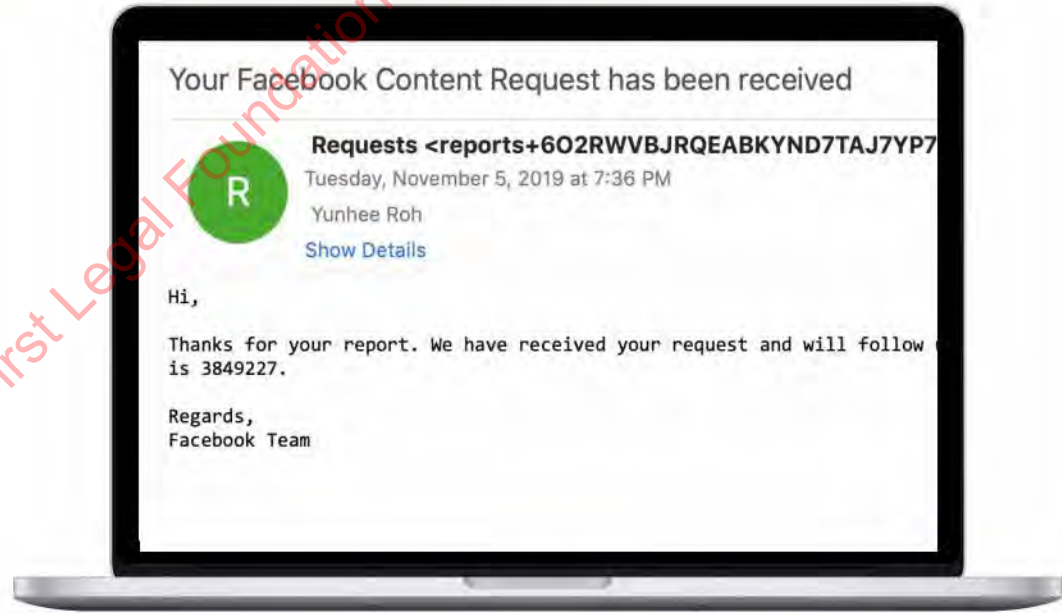 Your Facebook Content Request has been received
Requests <reports+6O2RWVBJRQEABKYND7TAJ7YP7
R
Tuesday, November 5, 2019 at 7:36 PM
Yunhee Roh
Show Details
Hi,
Thanks for your report. We have received your request and will follow
is 3849227.
Regards,
Facebook Team
Legal Foundation